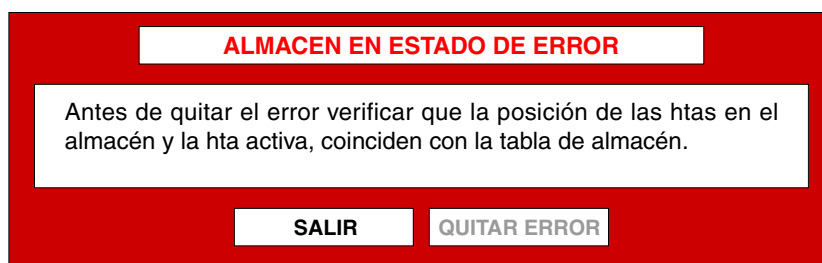 ALMACEN EN ESTADO DE ERROR
Antes de quitar el error verificar que la posición de las htas en el
almacén y la hta activa, coinciden con la tabla de almacén.
SALIR
QUITAR ERROR